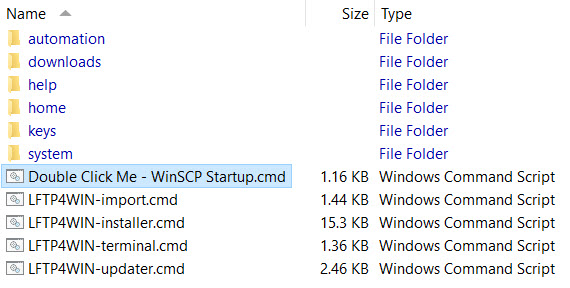 Name Size Type
automation File Folder
downloads File Folder
help File Folder
home File Folder
keys File Folder
system File Folder
Double Click Me - WinSCP Startup.cmd 1.16 KB Windows Command Script
LFTP4WIN-import.cmd 1.44 KB Windows Command Script
LFTP4WIN-installer.cmd 15.3 KB Windows Command Script
LFTP4WIN-terminal.cmd 1.36 KB Windows Command Script
LFTP4WIN-updater.cmd 2.46 KB Windows Command Script